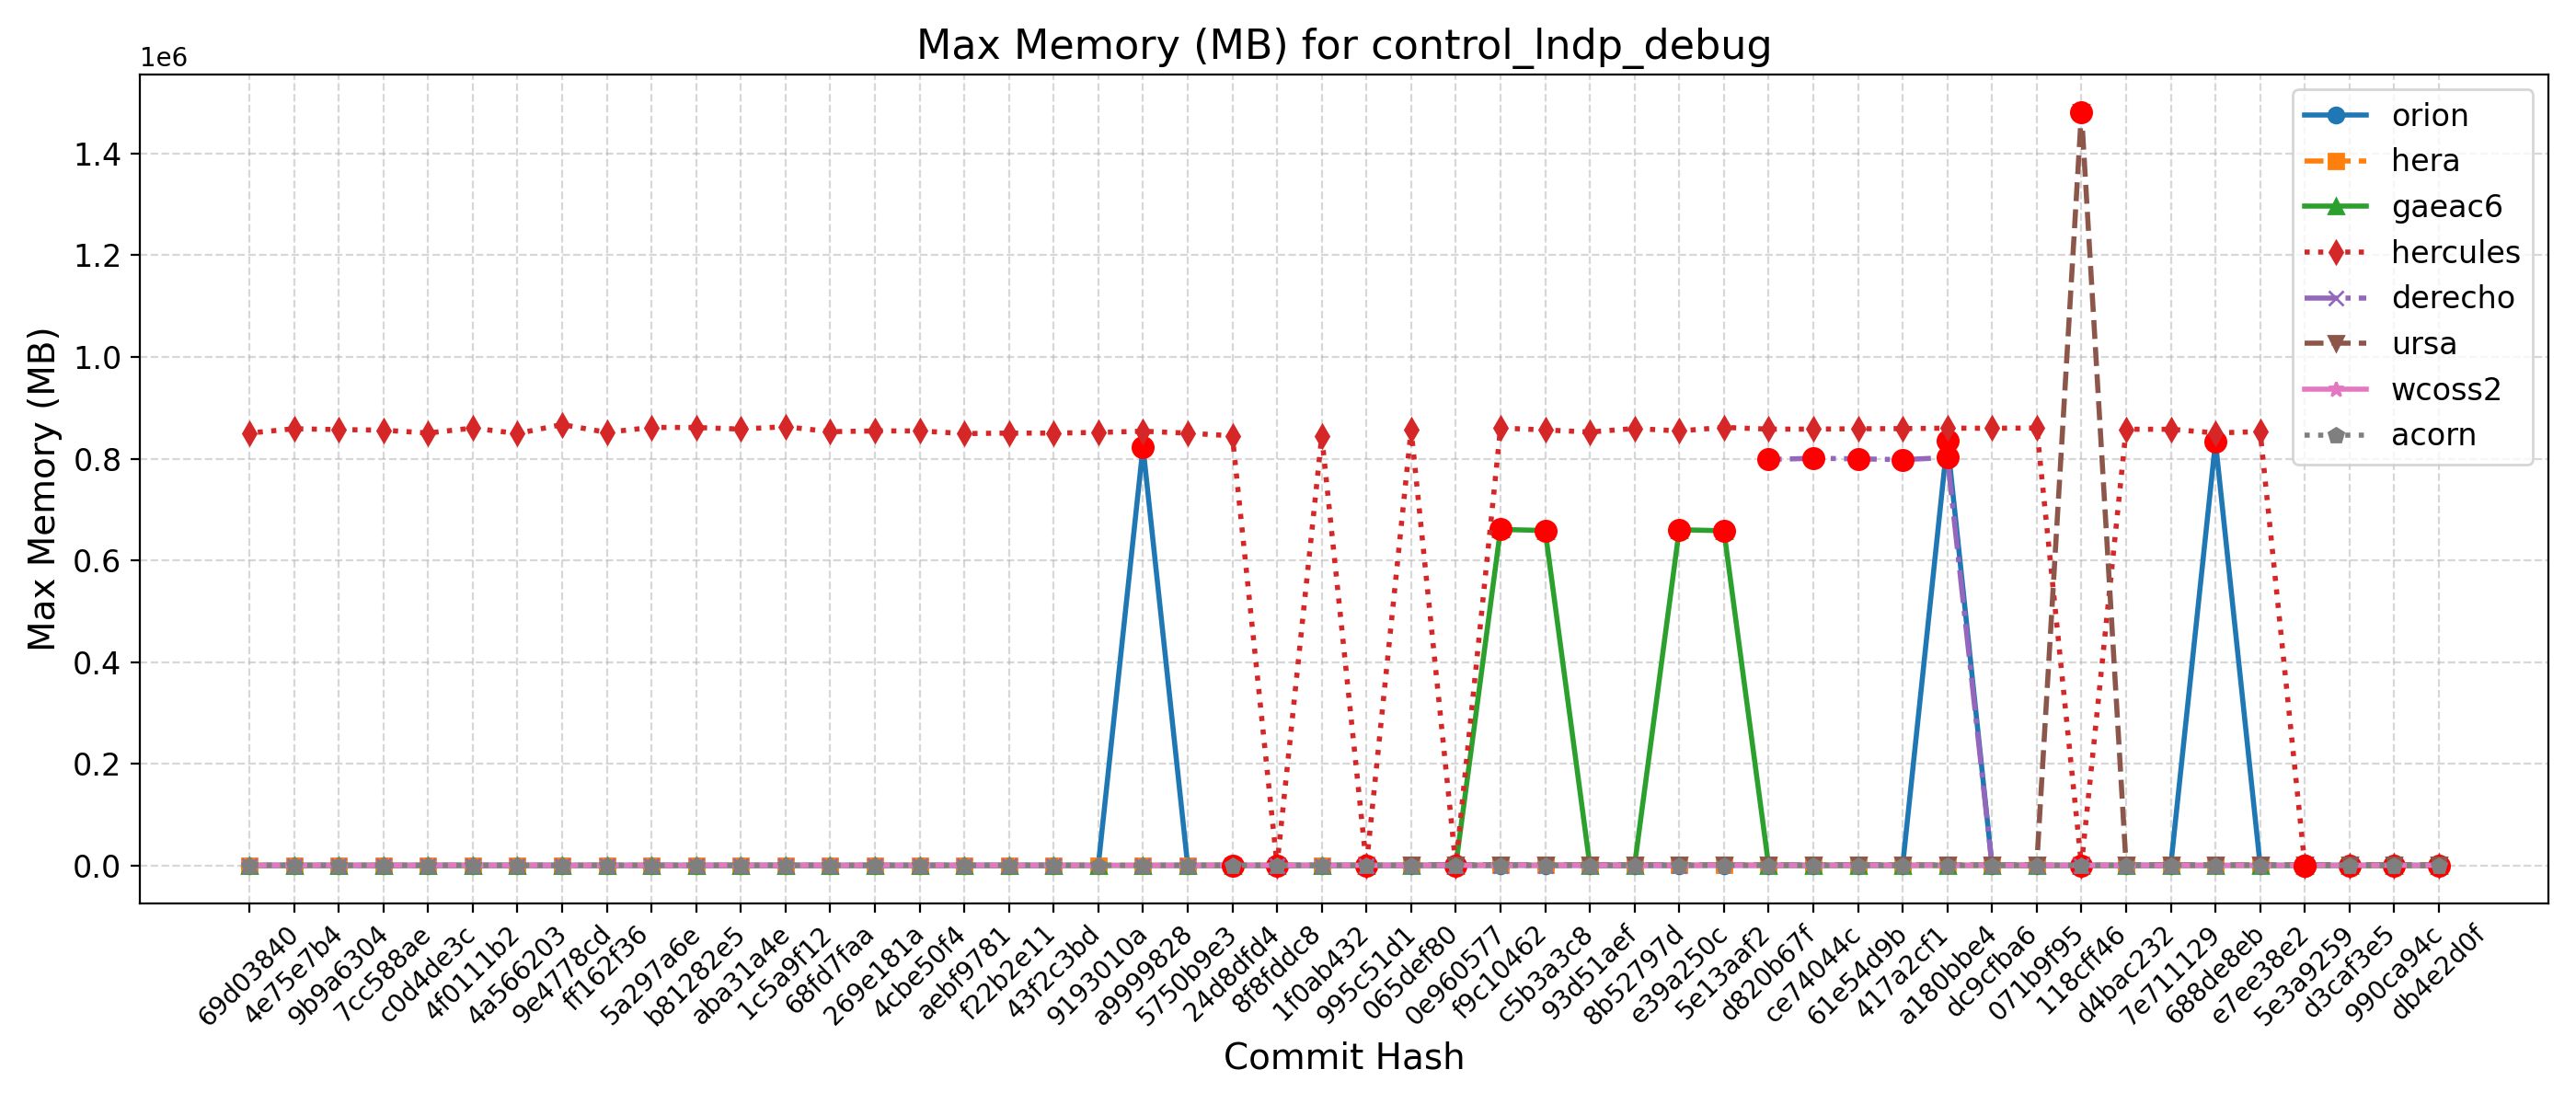 Max Memory (MB) for control_lndp_debug
1e6
1.4
1.2
1.0
0.8
0.6
0.4
0.2
0.0
Max Memory (MB)
orion
hera
gaeac6
hercules
derecho
ursa
wcoss2
acorn
69d03840
4e75e7b4
9b9a6304
7cc588ae
c0d4de3c
4f0111b2
4a566203
9e4778cd
ff162f36
5a297a6e
b81282e5
aba31a4e
1c5a9f12
68fd7faa
269e181a
4cbe50f4
aebf9781
f22b2e11
43f2c3bd
9193010a
a9999828
5750b9e3
24d8dfd4
8f8fddc8
1f0ab432
995c51d1
065def80
0e960577
f9c10462
c5b3a3c8
93d51aef
8b52797d
e39a250c
5e13aaf2
d820b67f
ce74044c
61e54d9b
417a2cf1
a180bbe4
dc9cfba6
071b9f95
118cff46
d4bac232
7e711129
688de8eb
e7ee38e2
5e3a9259
d3caf3e5
990ca94c
db4e2d0f
Commit Hash